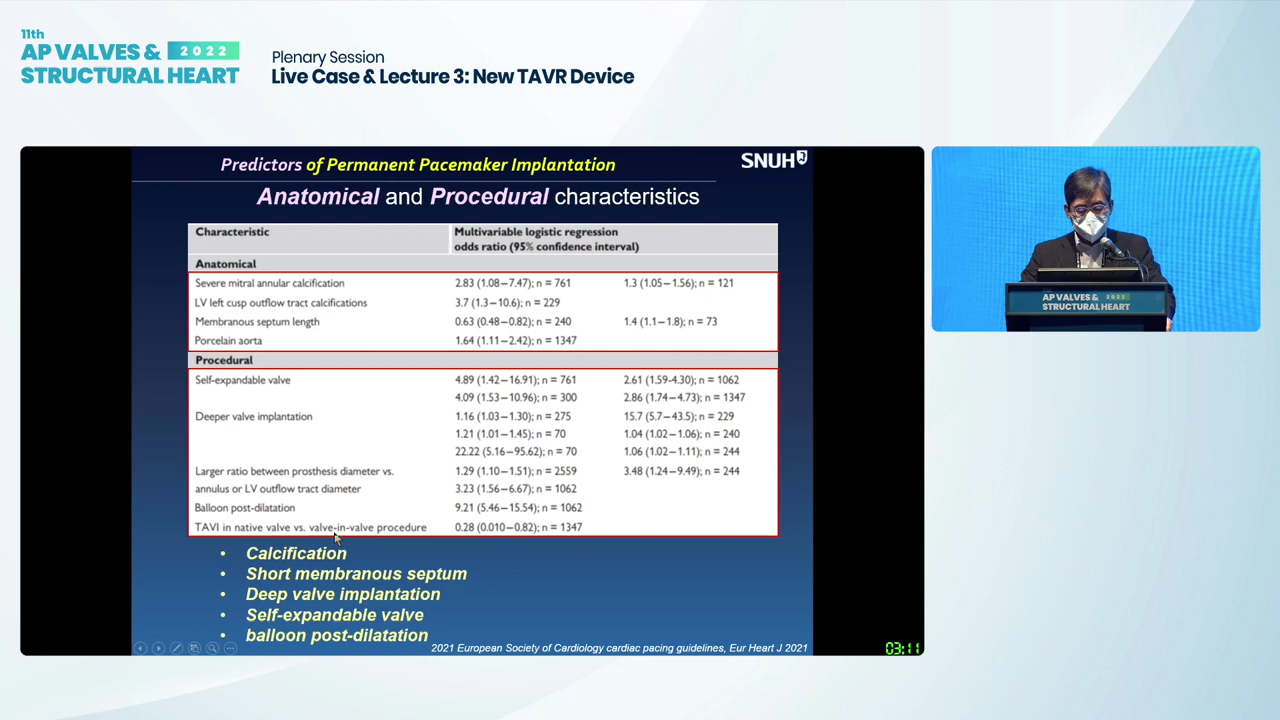 11th
AP VALVES & 2022
STRUCTURAL HEART
Plenary Session
Live Case & Lecture 3: New TAVR Device
Predictors of Permanent Pacemaker Implantation
SNUH
Anatomical and Procedural characteristics
Characteristic Multivariable logistic regression
odds ratio (95% confidence interval)
Anatomical
Severe mitral annular calcification 2.83 (1.08–7.47); n = 761 1.3 (1.05–1.56); n = 121
LV left cusp outflow tract calcifications 3.7 (1.3–10.6); n = 229
Membranous septum length 0.63 (0.48–0.82); n = 240 1.4 (1.1–1.8); n = 73
Porcelain aorta 1.64 (1.11–2.42); n = 1347
Procedural
Self-expandable valve 4.89 (1.42–16.91); n = 761 2.61 (1.59-4.30); n = 1062
4.09 (1.53–10.96); n = 300 2.86 (1.74–4.73); n = 1347
Deeper valve implantation 1.16 (1.03–1.30); n = 275 15.7 (5.7–43.5); n = 229
1.21 (1.01–1.45); n = 70 1.04 (1.02–1.06); n = 240
22.22 (5.16–95.62); n = 70 1.06 (1.02–1.11); n = 244
Larger ratio between prosthesis diameter vs. 1.29 (1.10–1.51); n = 2559 3.48 (1.24–9.49); n = 244
annulus or LV outflow tract diameter 3.23 (1.56–6.67); n = 1062
Balloon post-dilatation 9.21 (5.46–15.54); n = 1062
TAVI in native valve vs. valve-in-valve procedure 0.28 (0.010–0.82); n = 1347
• Calcification
• Short membranous septum
• Deep valve implantation
• Self-expandable valve
• balloon post-dilatation
2021 European Society of Cardiology cardiac pacing guidelines, Eur Heart J 2021
03:11
AP VALVES & 2022
STRUCTURAL HEART